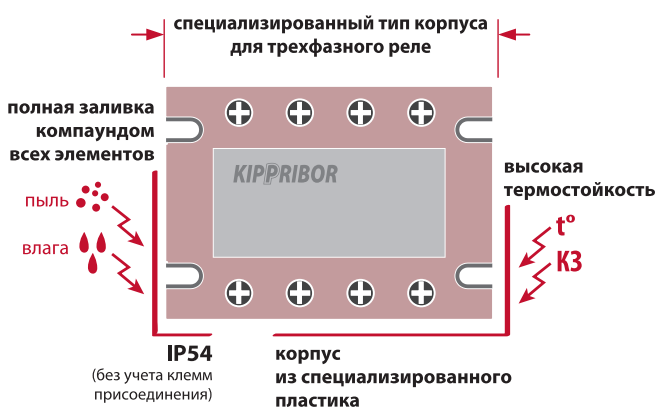 специализированный тип корпуса
для трехфазного реле
полная заливка
компаундом
всех элементов
пыль
влага
KIPPRIBOR
высокая
термостойкость
t°
КЗ
IP54
(без учета клемм
присоединения)
корпус
из специализированного
пластика